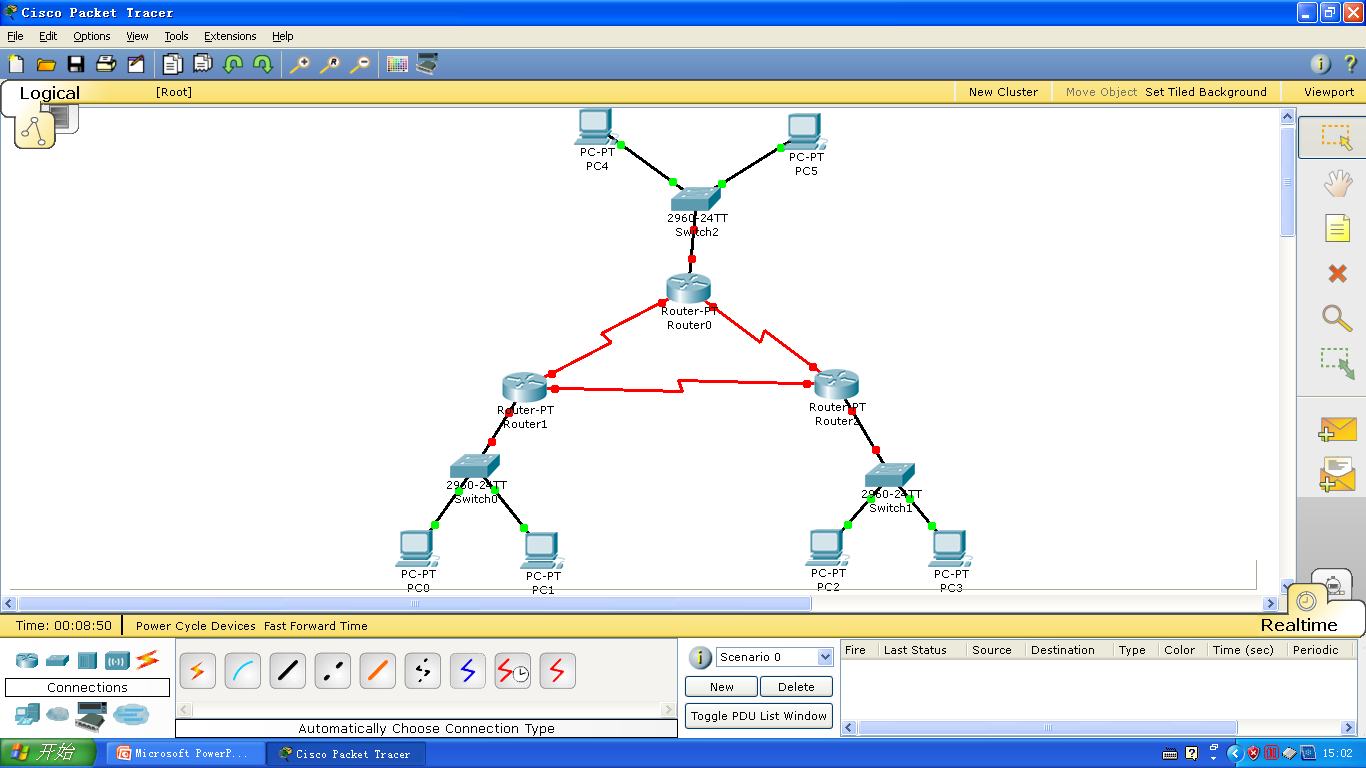 Cisco Packet Tracer
File Edit Options View Tools Extensions Help
Logical [Root] New Cluster Move Object Set Tiled Background Viewport
PC-PT
PC4
PC-PT
PC5
2960-24TT
Switch2
Router-PT
Router0
Router-PT
Router1
Router-PT
Router2
2960-24TT
Switch0
2960-24TT
Switch1
PC-PT
PC0
PC-PT
PC1
PC-PT
PC2
PC-PT
PC3
Time: 00:08:50 Power Cycle Devices Fast Forward Time Realtime
Scenario 0
Fire Last Status Source Destination Type Color Time (sec) Periodic
Connections
New Delete
Toggle PDU List Window
Automatically Choose Connection Type
开始 Microsoft PowerP... Cisco Packet Tracer 15:02